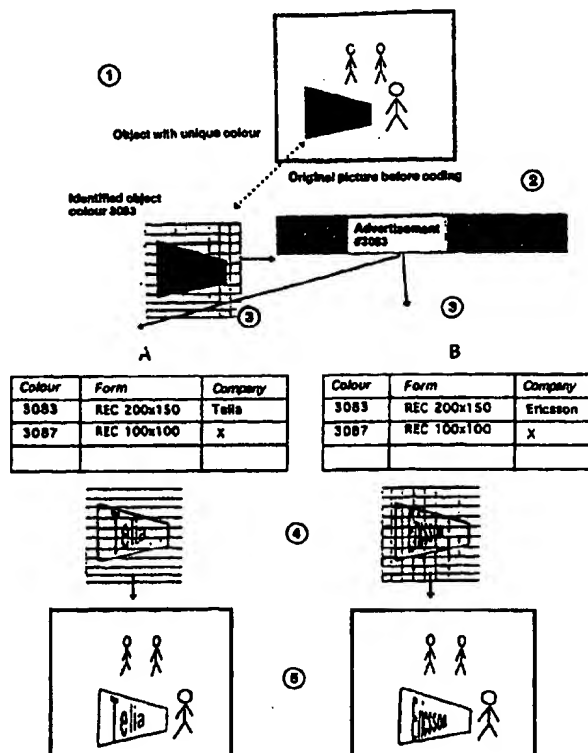 ①
Object with unique colour
Original picture before coding
②
Identified object
colour 3083
Advertisement
#3083
③
③
A
B
Colour Form Company
3083 REC 200x150 Telia
3087 REC 100x100 X
Colour Form Company
3083 REC 200x150 Ericsson
3087 REC 100x100 X
Telia
④
Ericsson
⑤
Telia
Ericsson